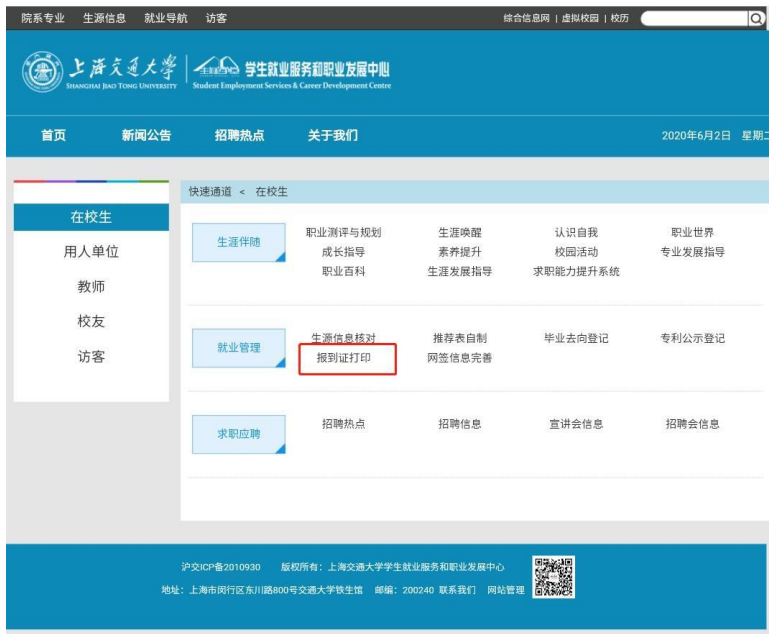 院系专业 生源信息 就业导航 访客 综合信息网 | 虚拟校园 | 校历
上海交通大学 学生就业服务和职业发展中心
SHANGHAI JIAO TONG UNIVERSITY Student Employment Services & Career Development Centre
首页 新闻公告 招聘热点 关于我们 2020年6月2日 星期二
快速通道 < 在校生
在校生
用人单位
教师
校友
访客
生涯伴随
职业测评与规划 生涯唤醒 认识自我 职业世界
成长指导 素养提升 校园活动 专业发展指导
职业百科 生涯发展指导 求职能力提升系统
就业管理
生源信息核对 推荐表自制 毕业去向登记 专利公示登记
报到证打印 网签信息完善
求职应聘
招聘热点 招聘信息 宣讲会信息 招聘会信息
沪交ICP备2010930 版权所有：上海交通大学学生就业服务和职业发展中心
地址：上海市闵行区东川路800号交通大学铁生馆 邮编：200240 联系我们 网站管理